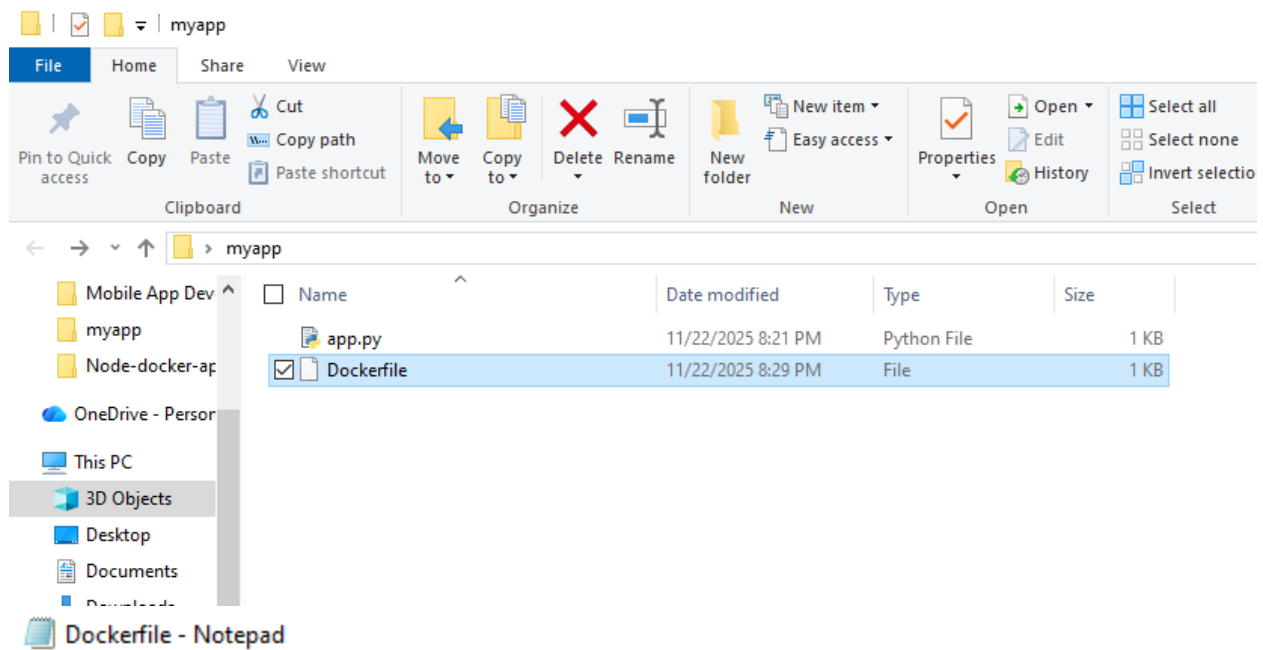 myapp
File Home Share View
Pin to Quick access
Copy
Paste
Cut
Copy path
Paste shortcut
Clipboard
Move to
Copy to
Delete
Rename
Organize
New folder
New item
Easy access
New
Properties
Open
Edit
History
Open
Select all
Select none
Invert selectio
Select
myapp
Mobile App Dev
myapp
Node-docker-ap
OneDrive - Person
This PC
3D Objects
Desktop
Documents
Name Date modified Type Size
app.py 11/22/2025 8:21 PM Python File 1 KB
Dockerfile 11/22/2025 8:29 PM File 1 KB
Dockerfile - Notepad